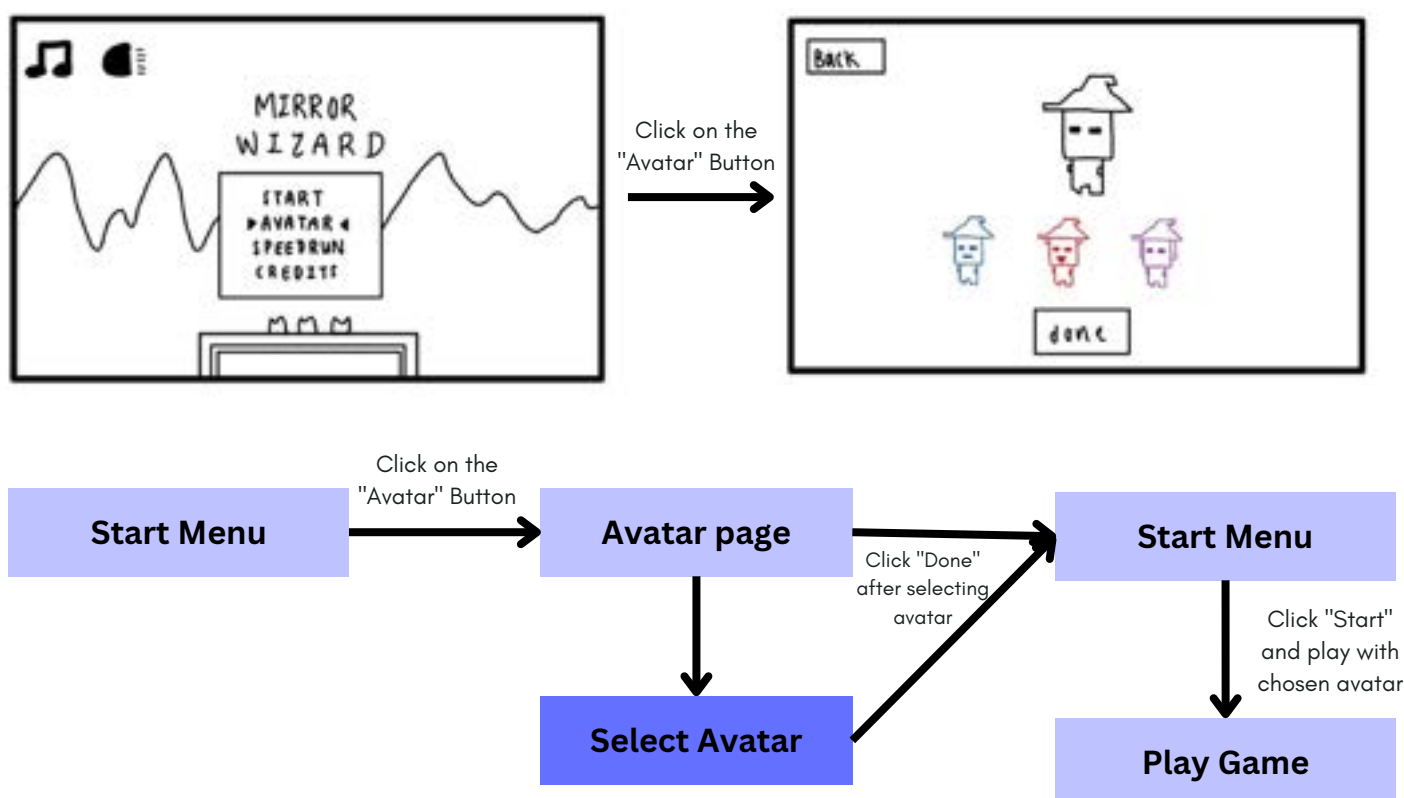 MIRROR
WIZARD
START
AVATAR
SPEEDRUN
CREDITS
Click on the
"Avatar" Button
Back
done
Click on the
"Avatar" Button
Start Menu
Avatar page
Start Menu
Click "Done"
after selecting
avatar
Click "Start"
and play with
chosen avatar
Select Avatar
Play Game